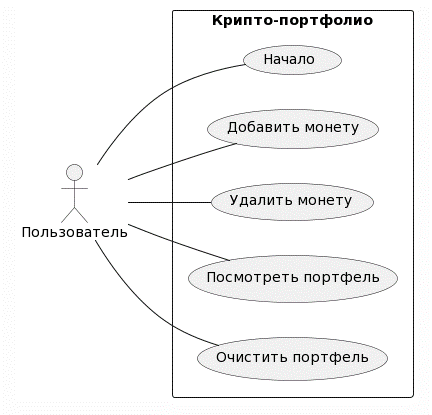 Крипто-портфолио
Начало
Добавить монету
Удалить монету
Пользователь
Посмотреть портфель
Очистить портфель